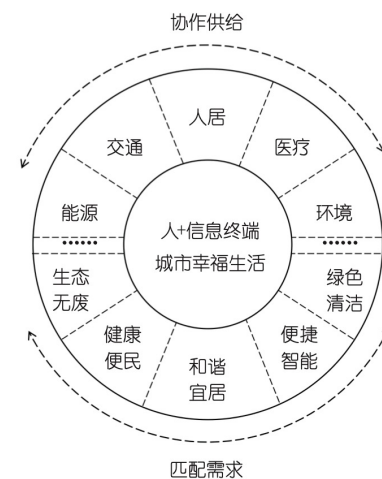 协作供给
人居
交通
医疗
能源
环境
人+信息终端
城市幸福生活
••••••
••••••
生态
无废
绿色
清洁
健康
便民
便捷
智能
和谐
宜居
匹配需求